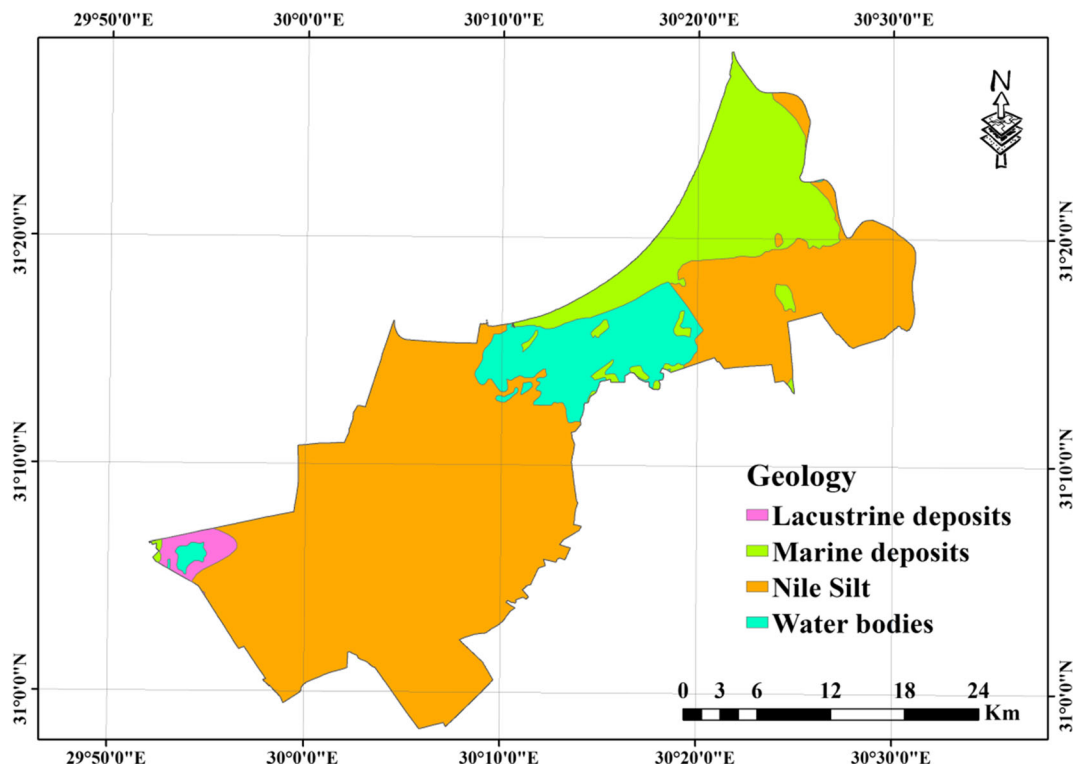 29°50'0"E 30°00'0"E 30°10'0"E 30°20'0"E 30°30'0"E
N
31°20'0"N 31°20'0"N
31°10'0"N 31°10'0"N
Geology
Lacustrine deposits
Marine deposits
Nile Silt
Water bodies
31°0'0"N 31°0'0"N
0 3 6 12 18 24
Km
29°50'0"E 30°00'0"E 30°10'0"E 30°20'0"E 30°30'0"E